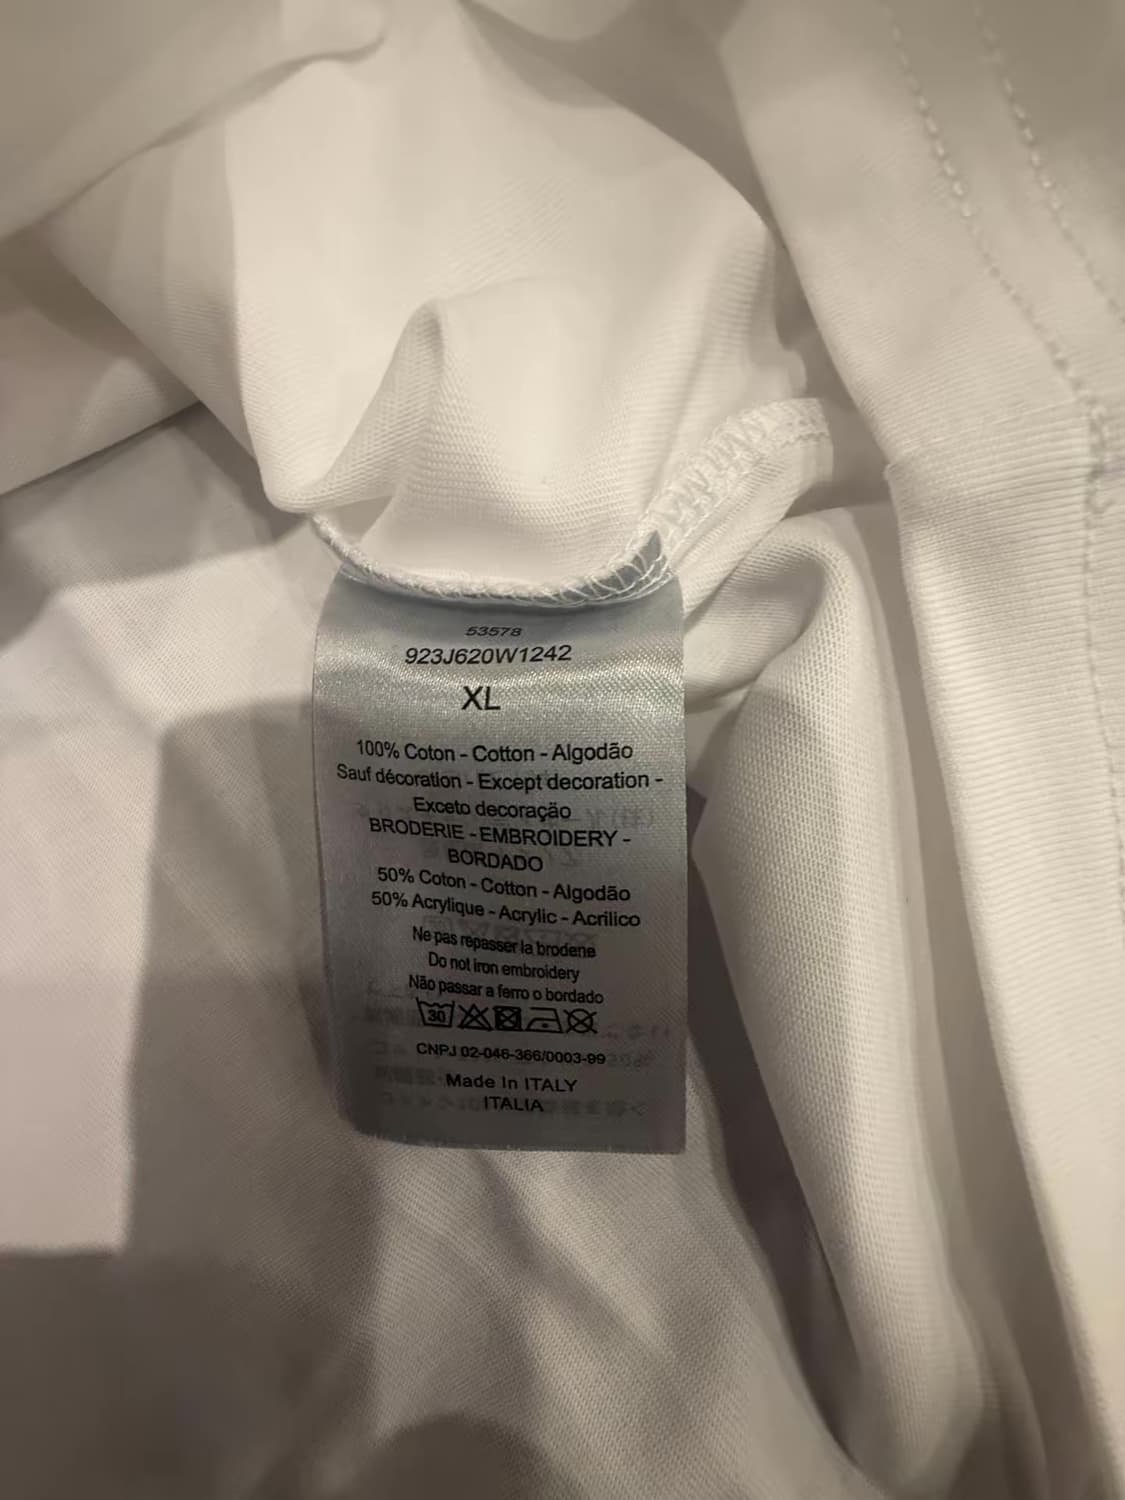 53578
923J620W1242
XL
100% Coton - Cotton - Algodão
Sauf décoration - Except decoration -
Exceto decoração
BRODERIE - EMBROIDERY -
BORDADO
50% Coton - Cotton - Algodão
50% Acrylique - Acrylic - Acrilico
Ne pas repasser la broderie
Do not iron embroidery
Não passar a ferro o bordado
30
CNPJ 02-046-366/0003-99
Made In ITALY
ITALIA